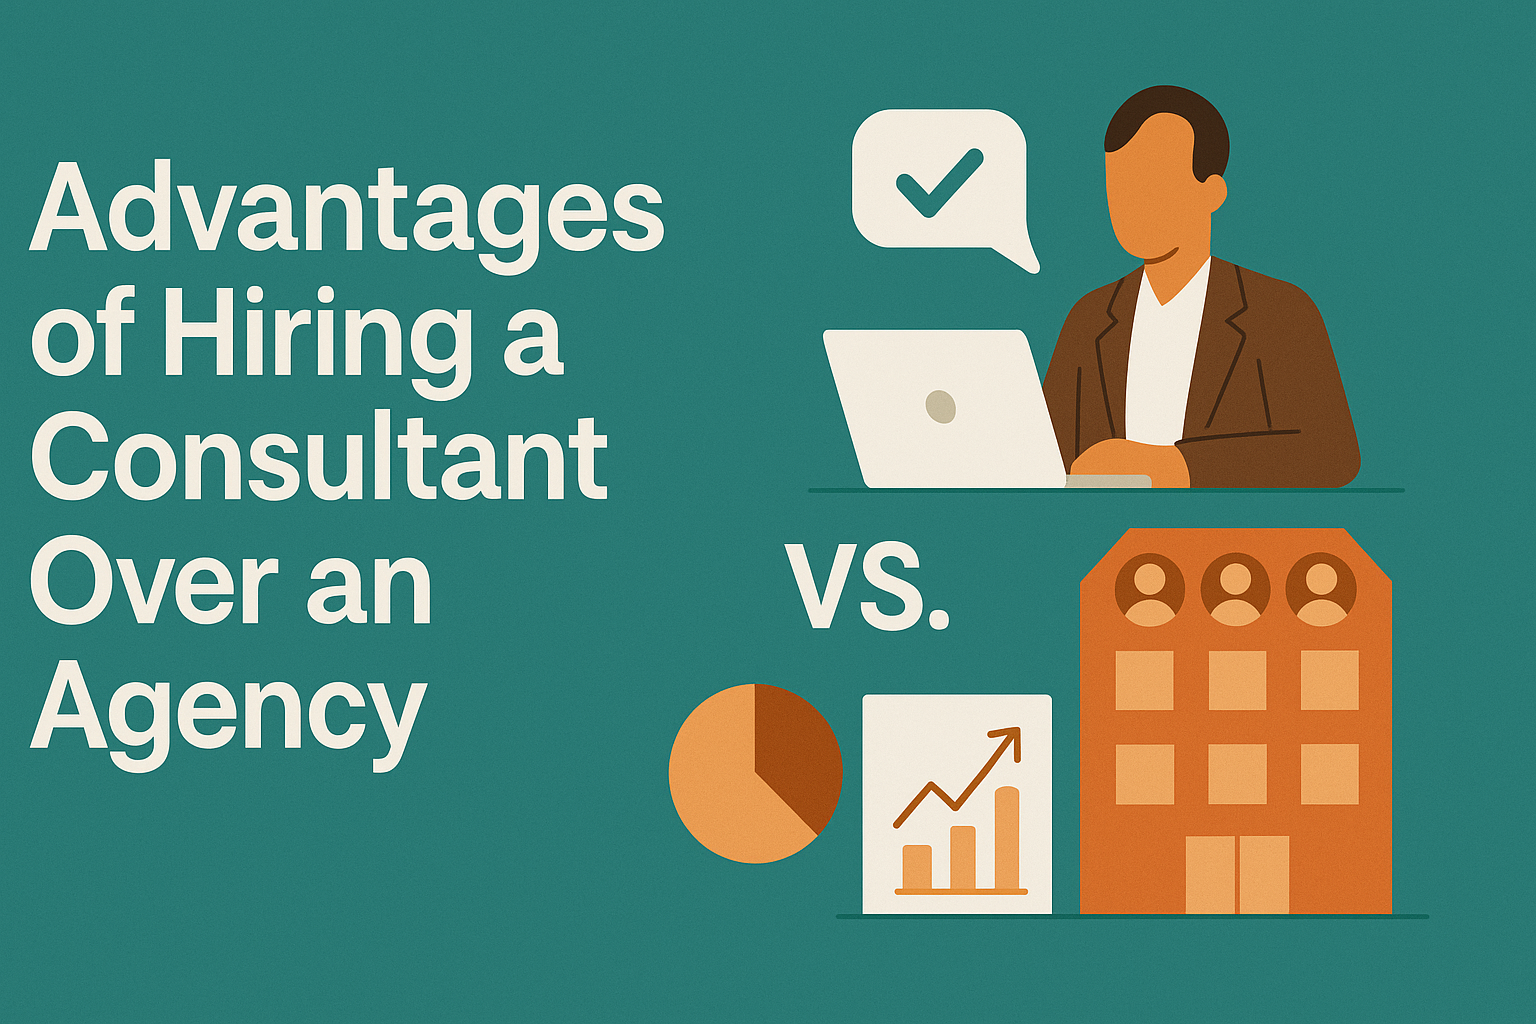 Advantages
of Hiring a
Consultant
Over an
Agency
VS.